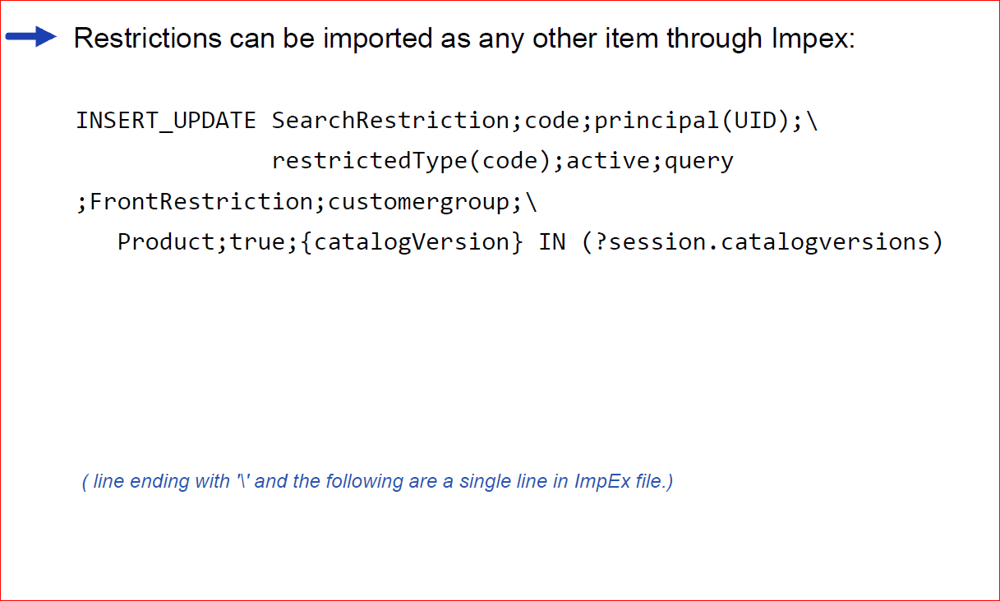 Restrictions can be imported as any other item through Impex:
INSERT_UPDATE SearchRestriction;code;principal(UID);\
restrictedType(code);active;query
;FrontRestriction;customergroup;\
Product;true;{catalogVersion} IN (?session.catalogversions)
( line ending with '\' and the following are a single line in ImpEx file.)